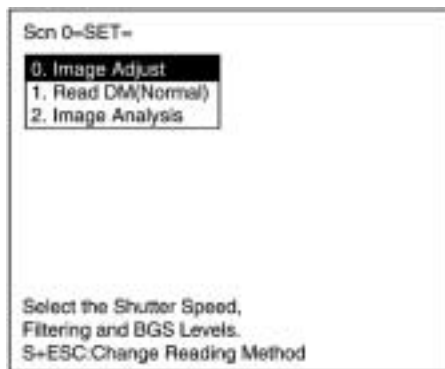 Scn 0=SET=
0. Image Adjust
1. Read DM(Normal)
2. Image Analysis
Select the Shutter Speed,
Filtering and BGS Levels.
S+ESC:Change Reading Method